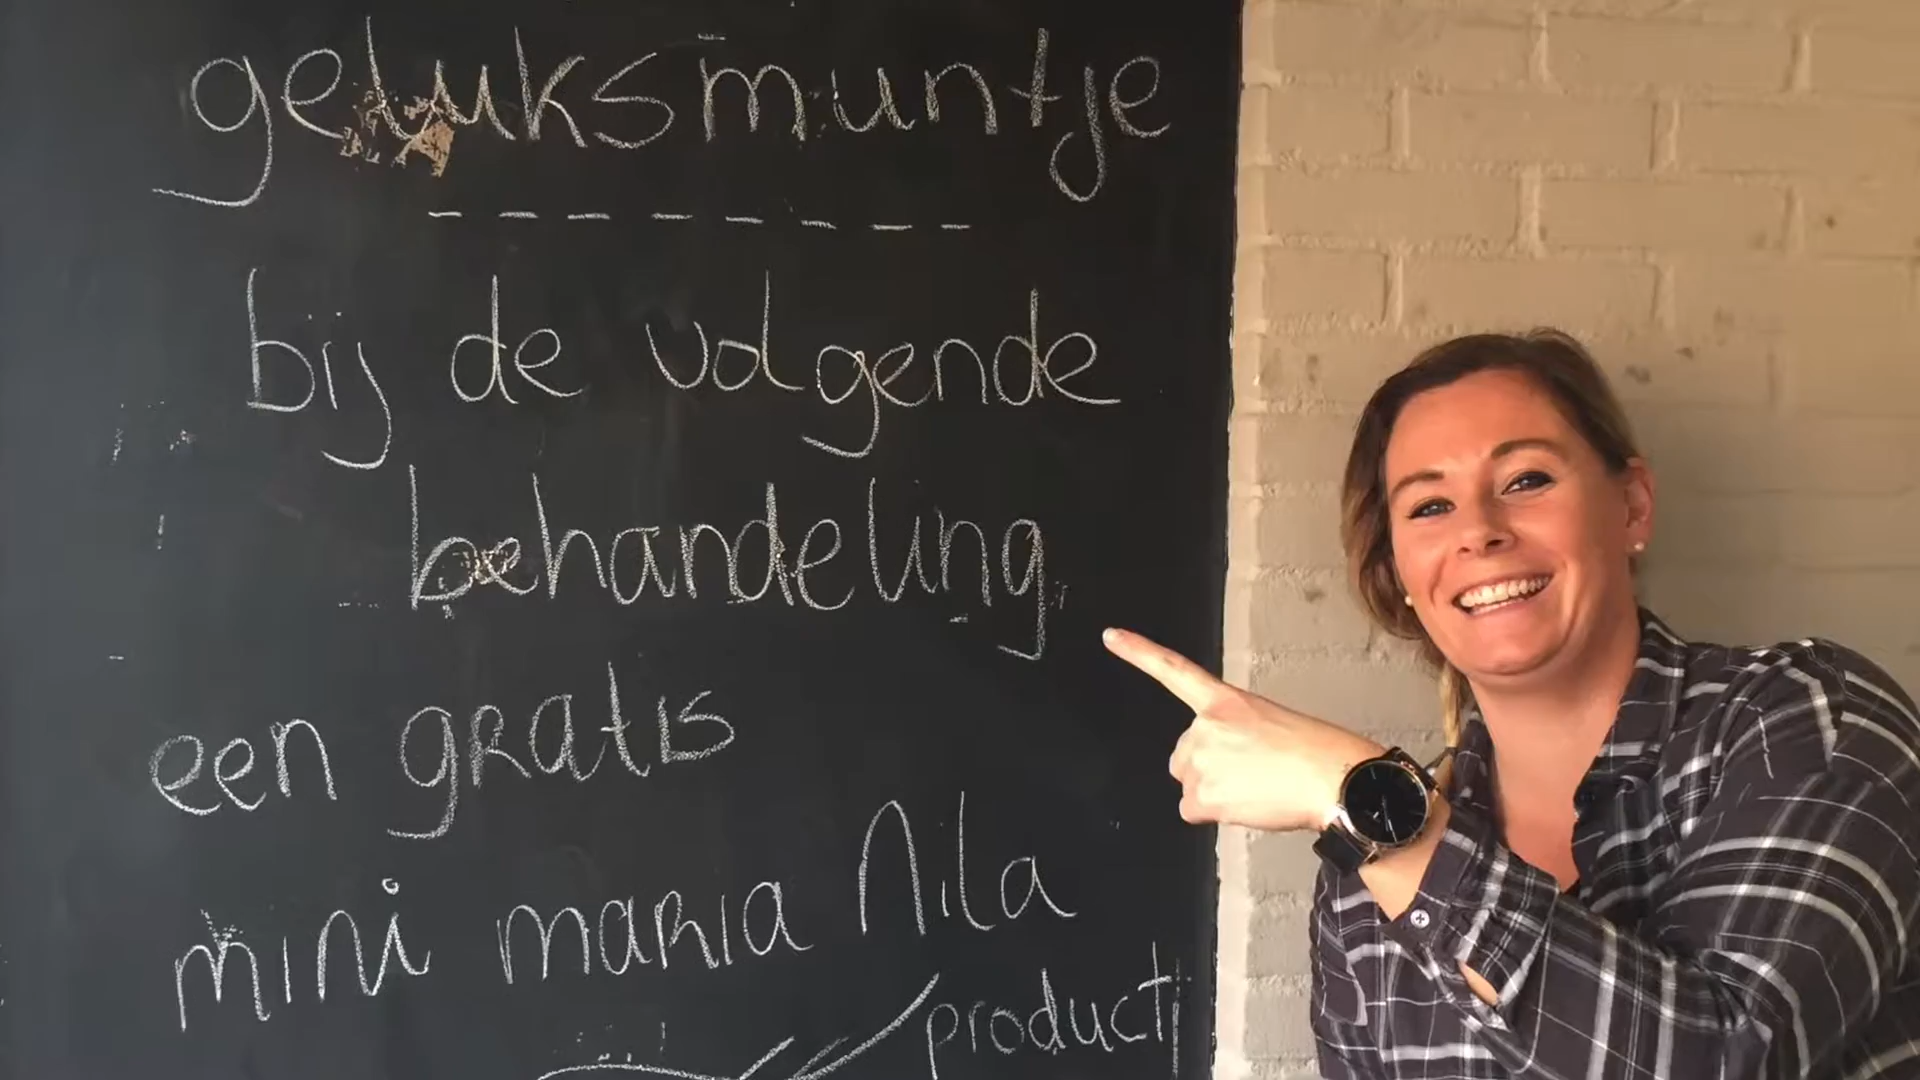 geluksmuntje
bij de volgende
behandeling
een gratis
mini maria Nila
product